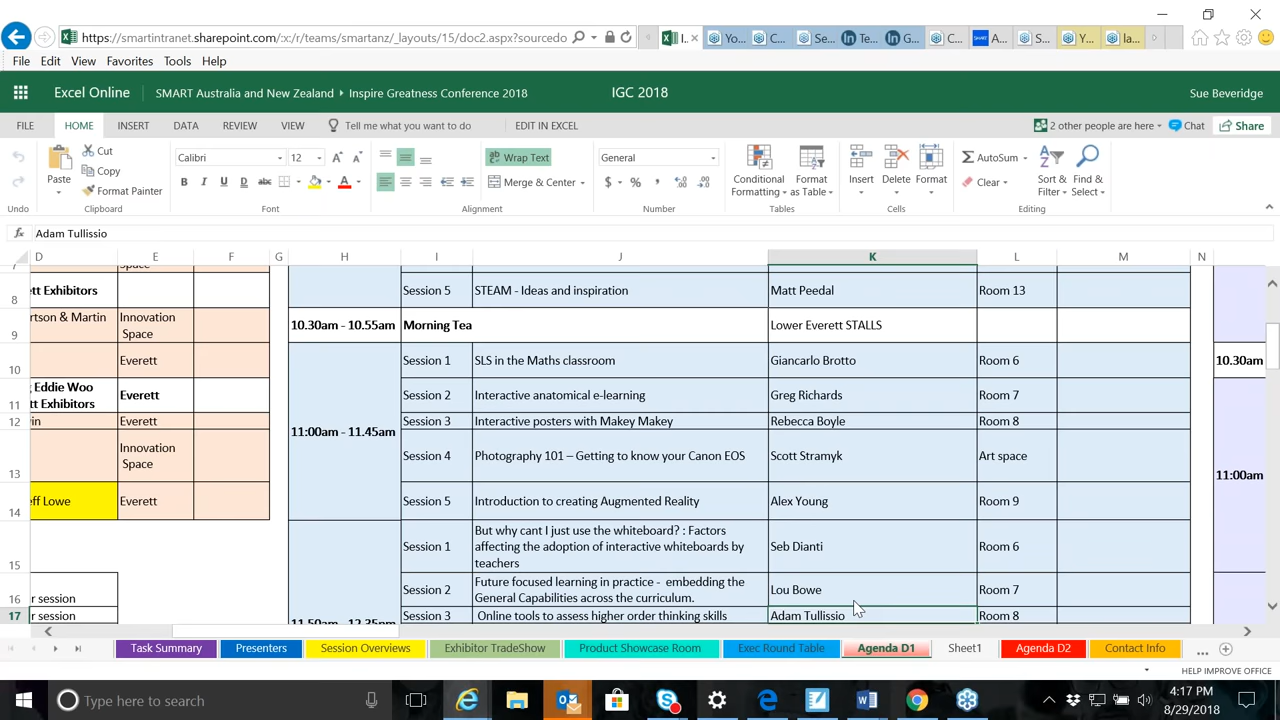 https://smartintranet.sharepoint.com/:x:/r/teams/smartanz/_layouts/15/doc2.aspx?sourcedo
I...
Yo...
C...
Se...
Te...
G...
C...
A...
S...
Y...
la...
File Edit View Favorites Tools Help
Excel Online SMART Australia and New Zealand Inspire Greatness Conference 2018 IGC 2018 Sue Beveridge
FILE HOME INSERT DATA REVIEW VIEW Tell me what you want to do EDIT IN EXCEL 2 other people are here Chat Share
Cut
Copy
Format Painter
Paste
Calibri 12
Wrap Text
Merge & Center
General
Conditional Formatting
Format as Table
Insert Delete Format
AutoSum
Clear
Sort & Filter
Find & Select
Undo Clipboard Font Alignment Number Tables Cells Editing
fx Adam Tullissio
D E F G H I J K L M N
7 Space
8 tt Exhibitors Session 5 STEAM - Ideas and inspiration Matt Peedal Room 13
9 rtson & Martin Innovation Space 10.30am - 10.55am Morning Tea Lower Everett STALLS
10 Everett Session 1 SLS in the Maths classroom Giancarlo Brotto Room 6 10.30am
11 Eddie Woo tt Exhibitors Everett Session 2 Interactive anatomical e-learning Greg Richards Room 7
12 Everett 11:00am - 11.45am Session 3 Interactive posters with Makey Makey Rebecca Boyle Room 8
13 Innovation Space Session 4 Photography 101 – Getting to know your Canon EOS Scott Stramyk Art space 11:00am
14 eff Lowe Everett Session 5 Introduction to creating Augmented Reality Alex Young Room 9
15 Session 1 But why cant I just use the whiteboard? : Factors affecting the adoption of interactive whiteboards by teachers Seb Dianti Room 6
16 r session Session 2 Future focused learning in practice - embedding the General Capabilities across the curriculum. Lou Bowe Room 7
17 r session 11.50am - 12.35pm Session 3 Online tools to assess higher order thinking skills Adam Tullissio Room 8
Task Summary Presenters Session Overviews Exhibitor TradeShow Product Showcase Room Exec Round Table Agenda D1 Sheet1 Agenda D2 Contact Info ...
HELP IMPROVE OFFICE
Type here to search
4:17 PM
8/29/2018